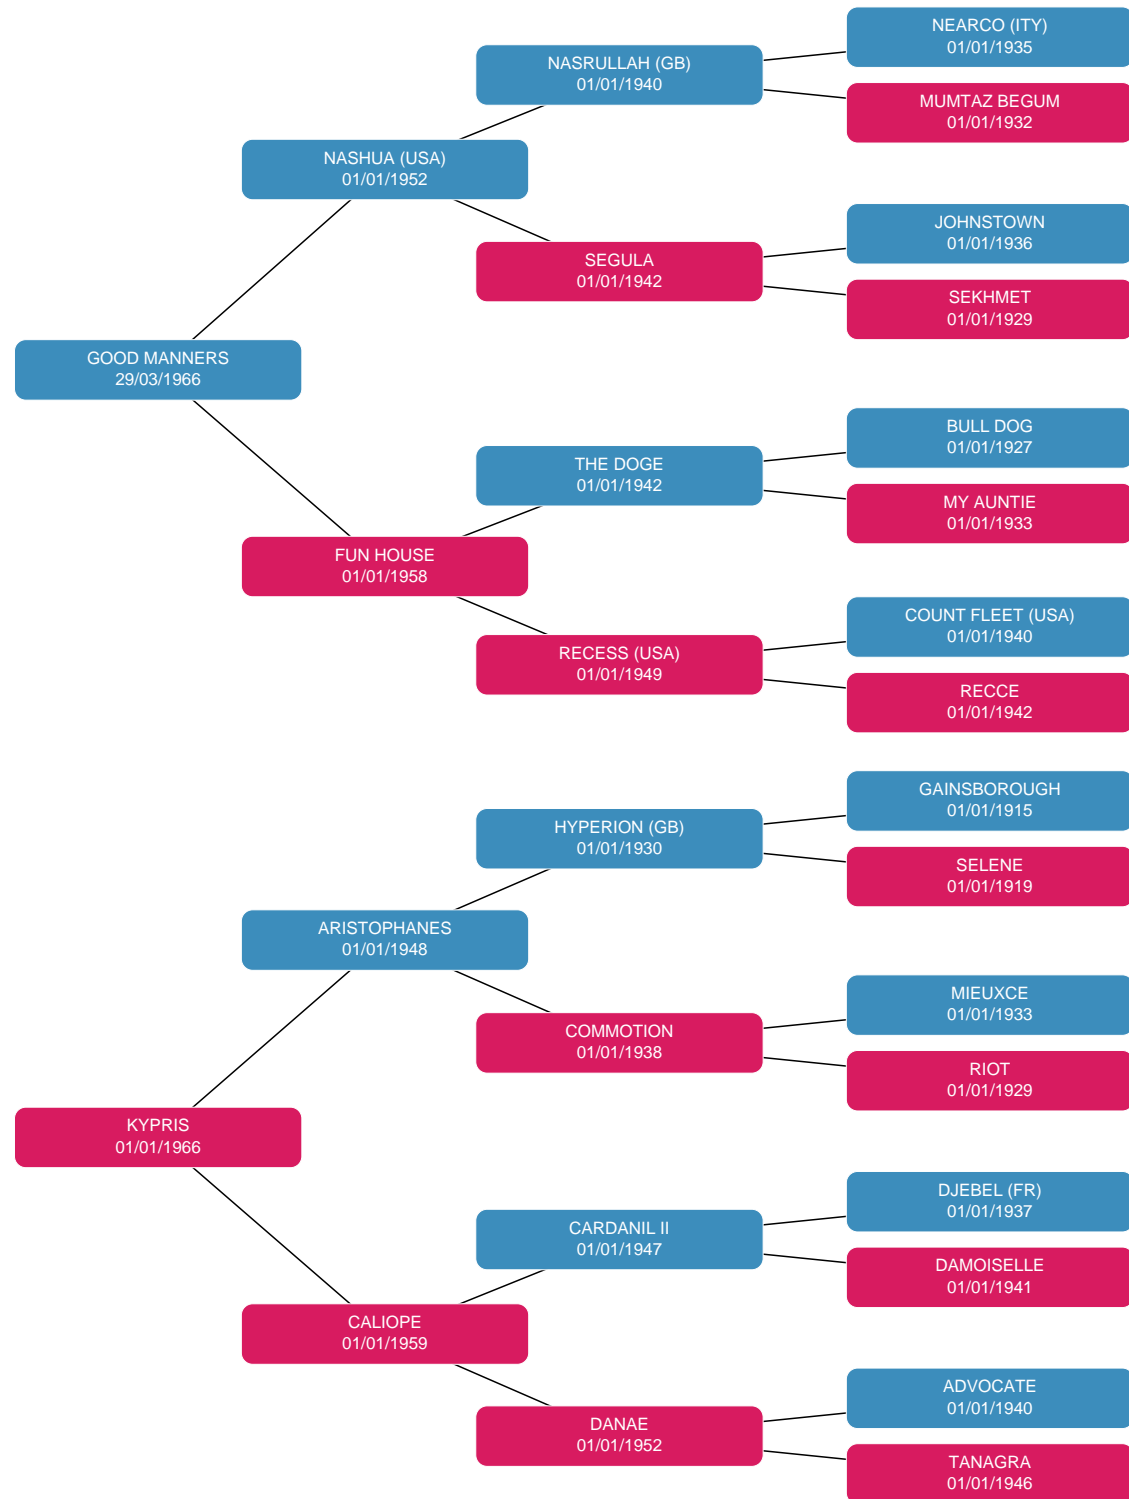 NEARCO (ITY)
01/01/1935
NASRULLAH (GB)
01/01/1940
MUMTAZ BEGUM
01/01/1932
NASHUA (USA)
01/01/1952
JOHNSTOWN
01/01/1936
SEGULA
01/01/1942
SEKHMET
01/01/1929
GOOD MANNERS
29/03/1966
BULL DOG
01/01/1927
THE DOGE
01/01/1942
MY AUNTIE
01/01/1933
FUN HOUSE
01/01/1958
COUNT FLEET (USA)
01/01/1940
RECESS (USA)
01/01/1949
RECCE
01/01/1942
GAINSBOROUGH
01/01/1915
HYPERION (GB)
01/01/1930
SELENE
01/01/1919
ARISTOPHANES
01/01/1948
MIEUXCE
01/01/1933
COMMOTION
01/01/1938
RIOT
01/01/1929
KYPRIS
01/01/1966
DJEBEL (FR)
01/01/1937
CARDANIL II
01/01/1947
DAMOISELLE
01/01/1941
CALIOPE
01/01/1959
ADVOCATE
01/01/1940
DANAE
01/01/1952
TANAGRA
01/01/1946